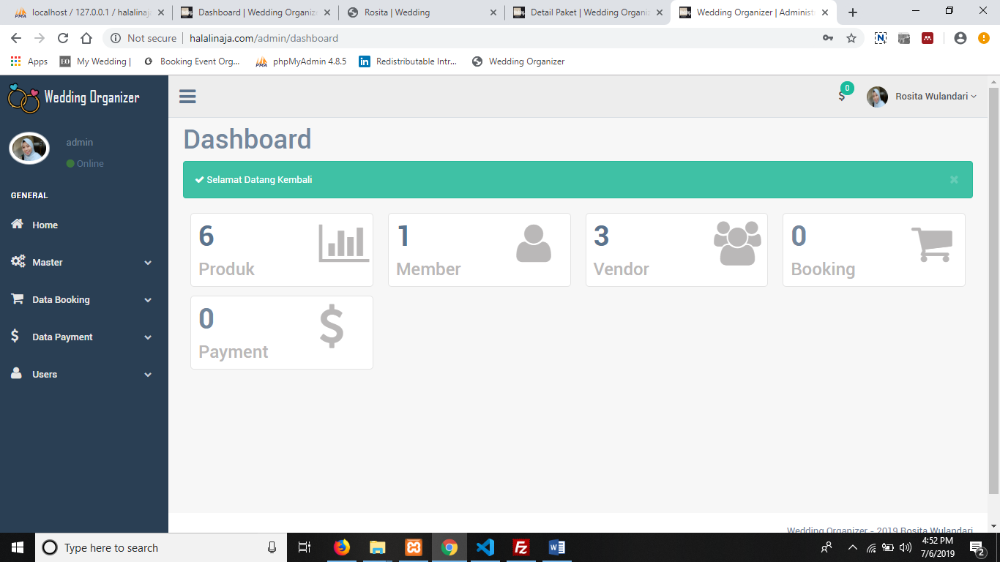 localhost / 127.0.0.1 / halalinaja
Dashboard | Wedding Organize
Rosita | Wedding
Detail Paket | Wedding Organiz
Wedding Organizer | Administ
Not secure
halalinaja.com/admin/dashboard
Apps
EO
My Wedding |
Booking Event Org...
phpMyAdmin 4.8.5
Redistributable Intr...
Wedding Organizer
Wedding Organizer
0
Rosita Wulandari
admin
Online
GENERAL
Home
Master
Data Booking
Data Payment
Users
Dashboard
Selamat Datang Kembali
6
Produk
1
Member
3
Vendor
0
Booking
0
Payment
Wedding Organizer - 2019 Rosita Wulandari
Type here to search
4:52 PM
7/6/2019
2